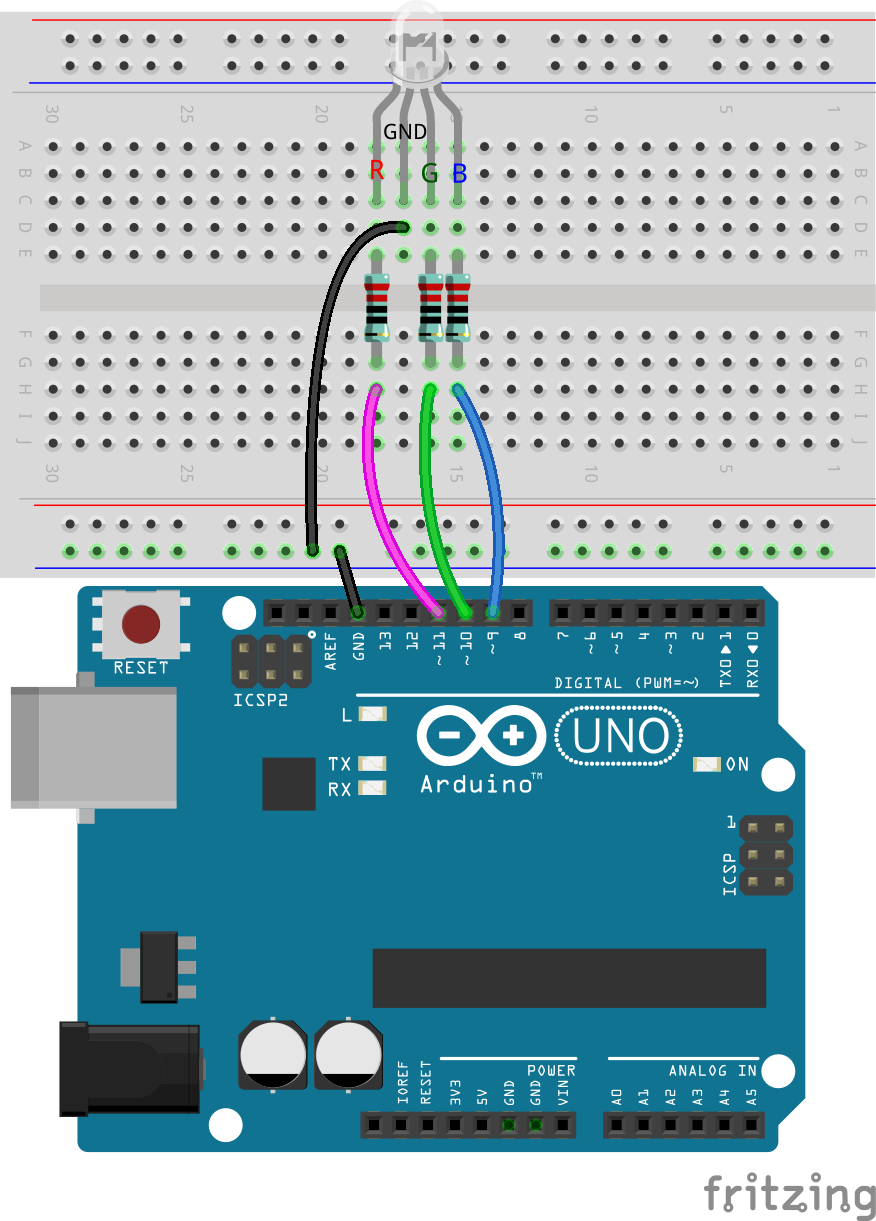 30 25 20 15 10 5 1
GND
A A
R G B
B B
C C
D D
E E
F F
G G
H H
I I
J J
30 25 20 15 10 5 1
RESET
AREF GND 13 12 ~11 ~10 ~9 8 7 ~6 ~5 4 ~3 2 TX0▶1 RX0◀0
ICSP2
DIGITAL (PWM=~)
L
UNO
TX
ON
RX
Arduino™
1
ICSP
POWER
ANALOG IN
IOREF RESET 3V3 5V GND GND VIN A0 A1 A2 A3 A4 A5
fritzing